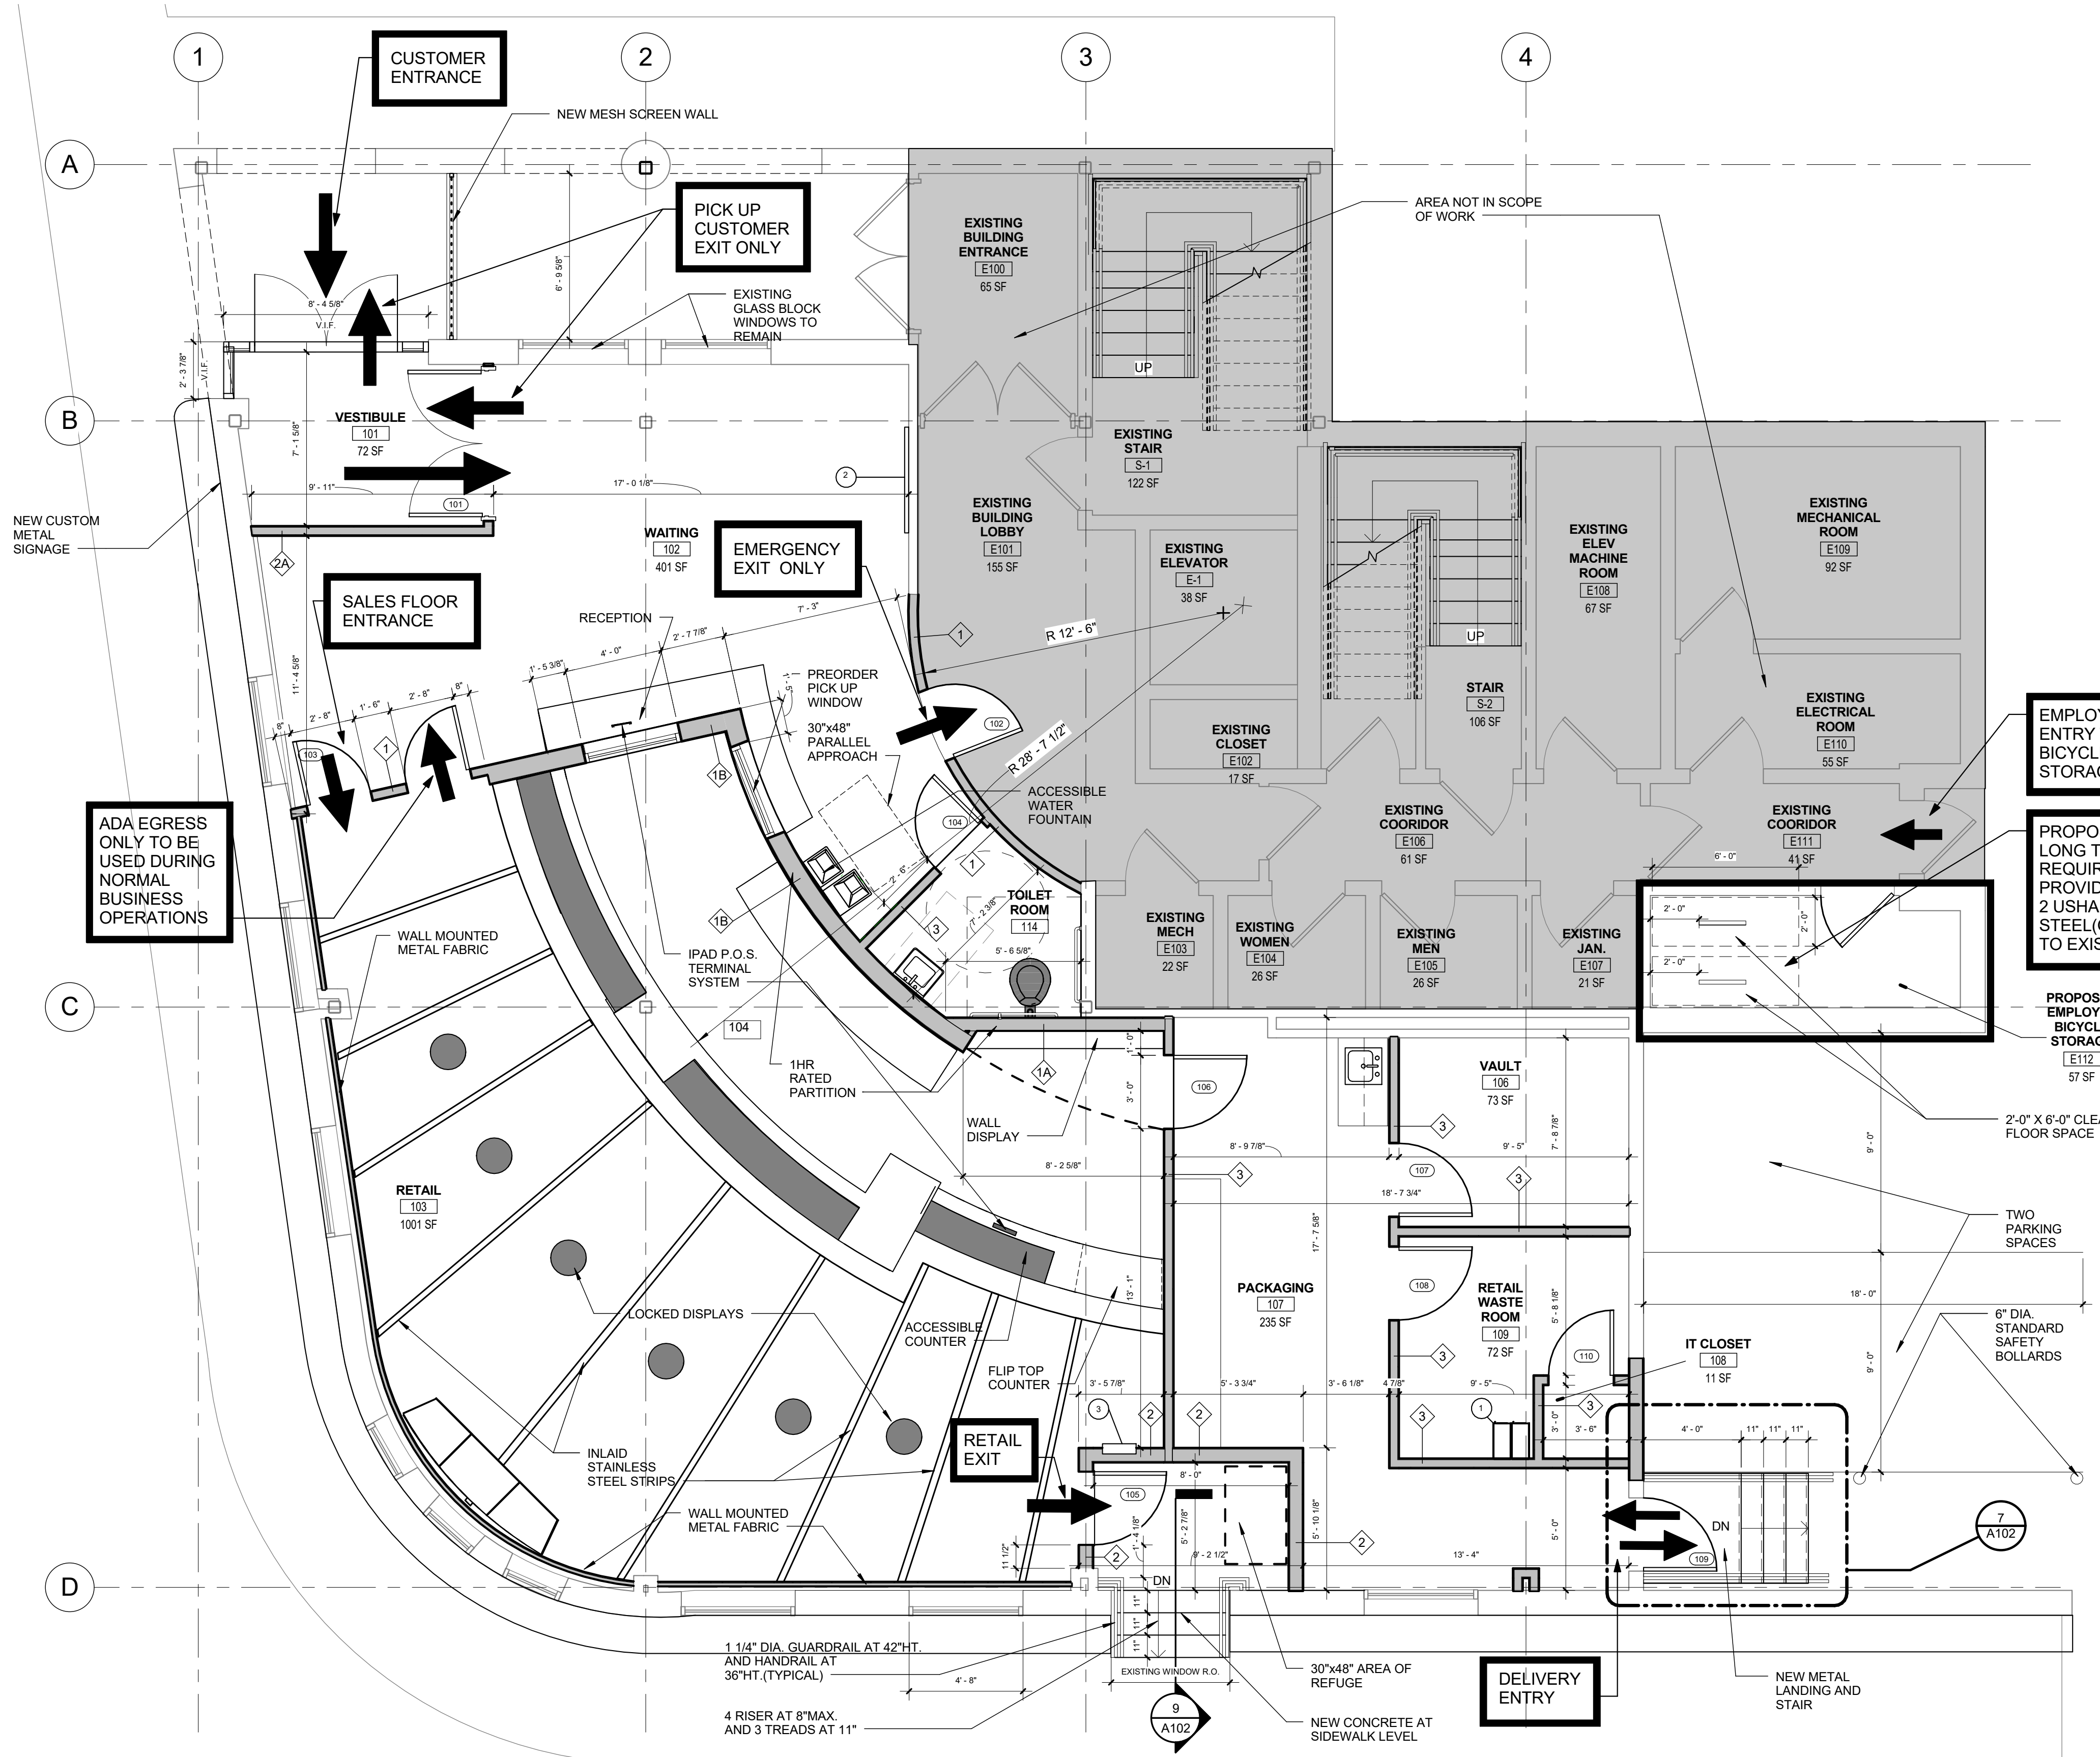 1
2
3
4
A
B
C
D
CUSTOMER
ENTRANCE
NEW MESH SCREEN WALL
PICK UP
CUSTOMER
EXIT ONLY
6' - 9 5/8"
EXISTING
GLASS BLOCK
WINDOWS TO
REMAIN
8' - 4 5/8"
V.I.F.
2' - 3 7/8"
V.I.F.
VESTIBULE
101
72 SF
7' - 1 5/8"
9' - 11"
101
17' - 0 1/8"
2
NEW CUSTOM
METAL
SIGNAGE
2A
WAITING
102
401 SF
EMERGENCY
EXIT ONLY
SALES FLOOR
ENTRANCE
RECEPTION
11' - 4 5/8"
1' - 5 3/8"
4' - 0"
2' - 7 7/8"
7' - 3"
1' - 5"
PREORDER
PICK UP
WINDOW
30"x48"
PARALLEL
APPROACH
8"
2' - 8"
1' - 6"
2' - 8"
8"
103
1
1B
ADA EGRESS
ONLY TO BE
USED DURING
NORMAL
BUSINESS
OPERATIONS
WALL MOUNTED
METAL FABRIC
1B
IPAD P.O.S.
TERMINAL
SYSTEM
104
1HR
RATED
PARTITION
ACCESSIBLE
WATER
FOUNTAIN
102
104
1
2' - 6"
3
7' - 2 3/8"
TOILET
ROOM
114
5' - 6 5/8"
1A
R 12' - 6"
R 28' - 7 1/2"
1
EXISTING
BUILDING
ENTRANCE
E100
65 SF
UP
AREA NOT IN SCOPE
OF WORK
EXISTING
STAIR
S-1
122 SF
EXISTING
BUILDING
LOBBY
E101
155 SF
EXISTING
ELEVATOR
E-1
38 SF
EXISTING
CLOSET
E102
17 SF
UP
STAIR
S-2
106 SF
EXISTING
ELEV
MACHINE
ROOM
E108
67 SF
EXISTING
MECHANICAL
ROOM
E109
92 SF
EXISTING
ELECTRICAL
ROOM
E110
55 SF
EXISTING
COORIDOR
E106
61 SF
EXISTING
COORIDOR
E111
41 SF
EXISTING
MECH
E103
22 SF
EXISTING
WOMEN
E104
26 SF
EXISTING
MEN
E105
26 SF
EXISTING
JAN.
E107
21 SF
ENTRY
6' - 0"
2' - 0"
2' - 0"
2' - 0"
E112
57 SF
2'-0" X 6'-0"
FLOOR SPACE
VAULT
106
73 SF
106
WALL
DISPLAY
1' - 0"
3' - 0"
8' - 2 5/8"
8' - 9 7/8"
9' - 5"
7' - 8 7/8"
3
107
3
3
18' - 7 3/4"
17' - 7 5/8"
9' - 0"
TWO
PARKING
SPACES
RETAIL
103
1001 SF
LOCKED DISPLAYS
ACCESSIBLE
COUNTER
FLIP TOP
COUNTER
13' - 1"
PACKAGING
107
235 SF
108
RETAIL
WASTE
ROOM
109
72 SF
5' - 8 1/8"
3
110
IT CLOSET
108
11 SF
18' - 0"
9' - 0"
6" DIA.
STANDARD
SAFETY
BOLLARDS
3' - 5 7/8"
5' - 3 3/4"
3' - 6 1/8"
4 7/8"
9' - 5"
3
2
2
3
1
3
3' - 0"
3' - 6"
4' - 0"
11"
11"
11"
INLAID
STAINLESS
STEEL STRIPS
RETAIL
EXIT
8' - 0"
105
WALL MOUNTED
METAL FABRIC
11 1/2"
1' - 4 1/8"
5' - 2 7/8"
9' - 2 1/2"
5' - 10 1/8"
2
2
13' - 4"
5' - 0"
DN
109
7
A102
DN
11"
11"
11"
1 1/4" DIA. GUARDRAIL AT 42"HT.
AND HANDRAIL AT
36"HT.(TYPICAL)
4' - 8"
4 RISER AT 8"MAX.
AND 3 TREADS AT 11"
EXISTING WINDOW R.O.
9
A102
30"x48" AREA OF
REFUGE
NEW CONCRETE AT
SIDEWALK LEVEL
DELIVERY
ENTRY
NEW METAL
LANDING AND
STAIR